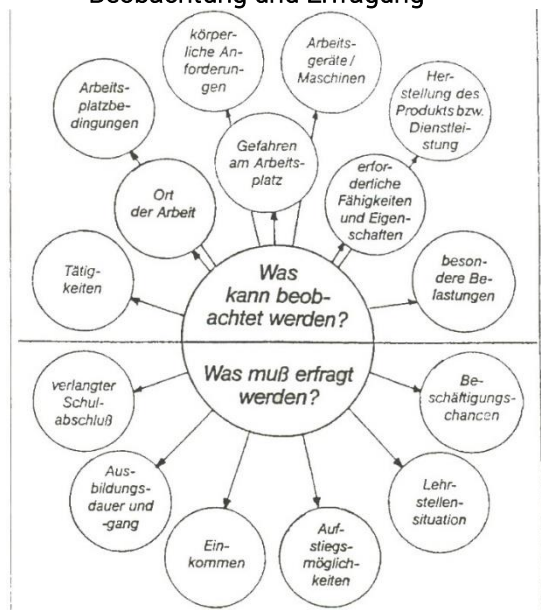 Beobachtung und Erfragung
körper-
liche An-
forderun-
gen
Arbeits-
geräte /
Maschinen
Arbeits-
platzbe-
dingungen
Her-
stellung des
Produkts bzw.
Dienstlei-
stung
Gefahren
am Arbeits-
platz
Ort
der Arbeit
erfor-
derliche
Fähigkeiten
und Eigen-
schaften
Tätig-
keiten
beson-
dere Be-
lastungen
Was
kann beob-
achtet werden?
Was muß erfragt
werden?
verlangter
Schul-
abschluß
Be-
schäftigungs-
chancen
Aus-
bildungs-
dauer und
-gang
Lehr-
stellen-
situation
Ein-
kommen
Auf-
stiegs-
möglich-
keiten